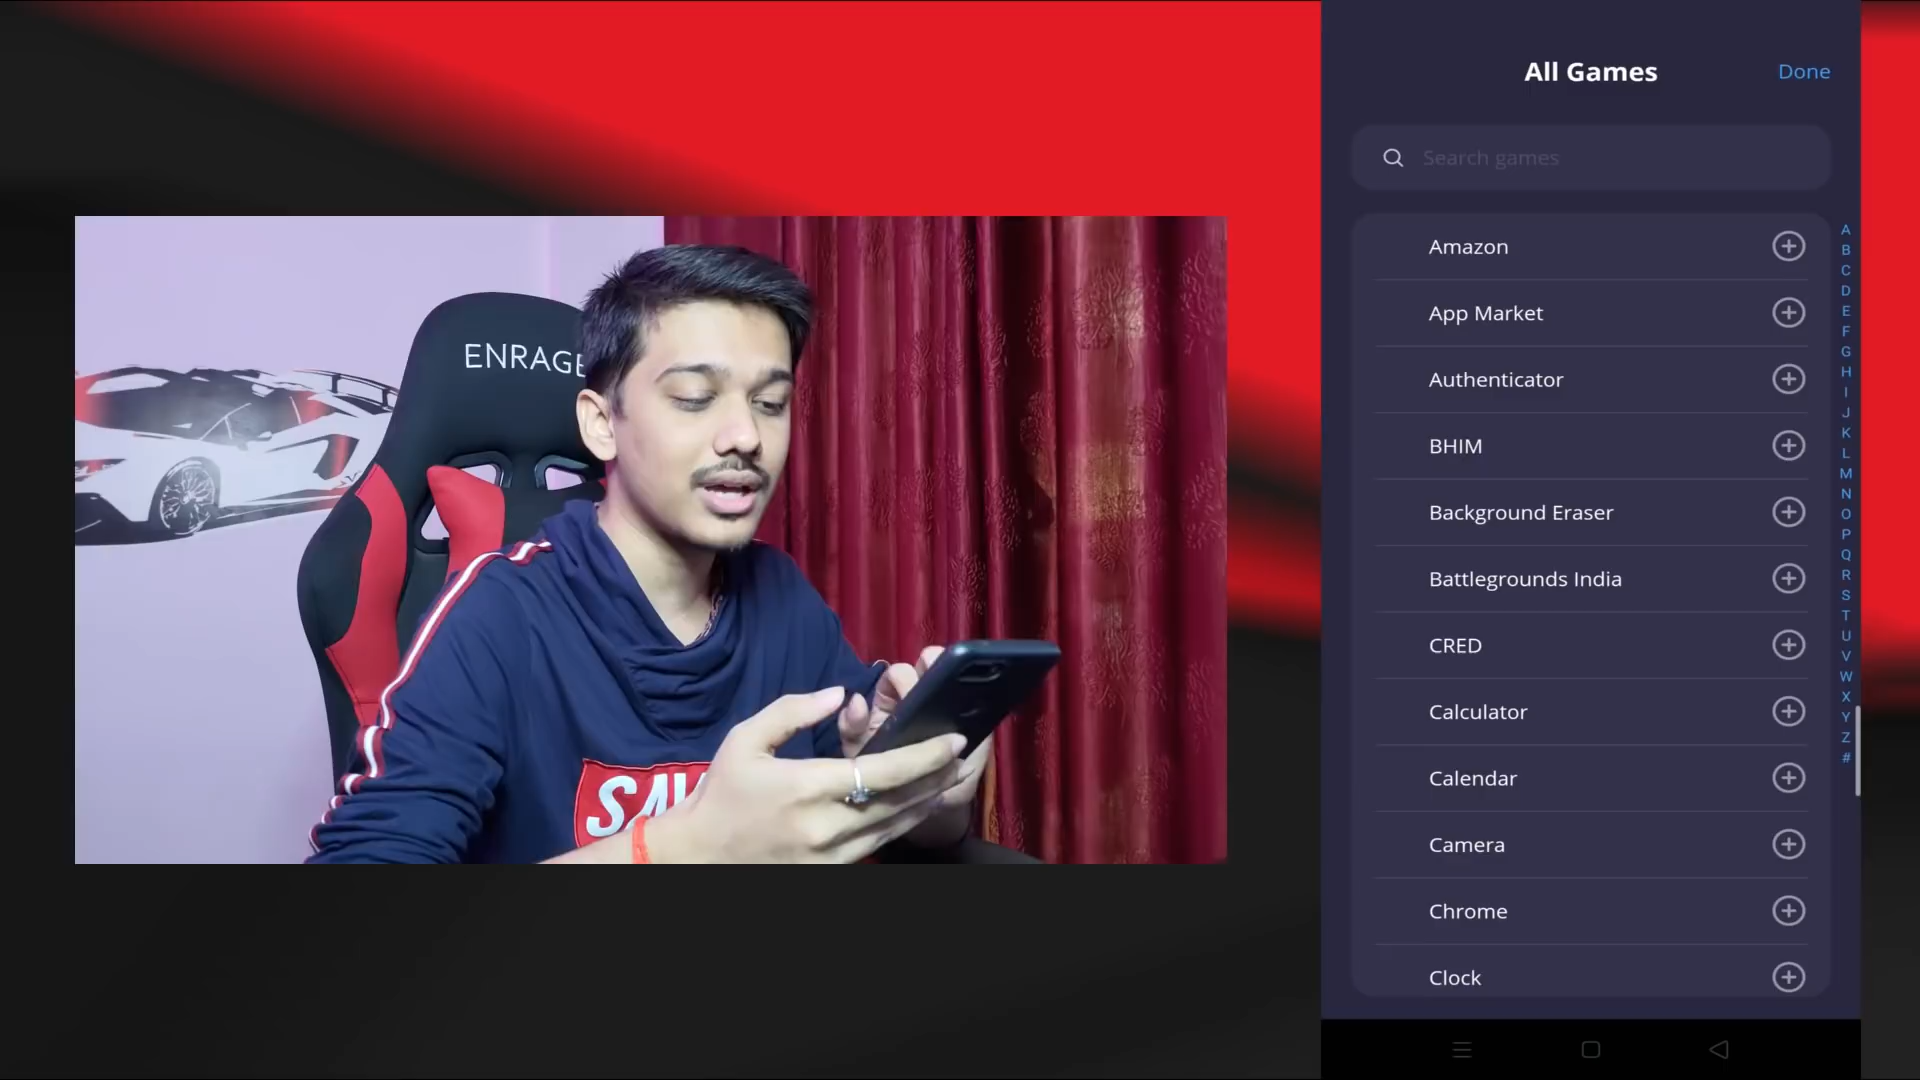 All Games
Done
Search games
Amazon
App Market
Authenticator
BHIM
Background Eraser
Battlegrounds India
CRED
Calculator
Calendar
Camera
Chrome
Clock
A
B
C
D
E
F
G
H
I
J
K
L
M
N
O
P
Q
R
S
T
U
V
W
X
Y
Z
#
ENRAGE